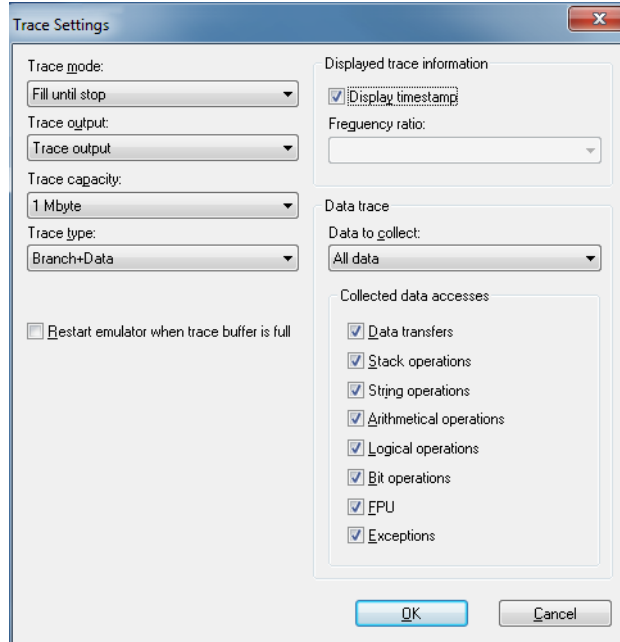 Trace Settings
Trace mode:
Fill until stop
Trace output:
Trace output
Trace capacity:
1 Mbyte
Trace type:
Branch+Data
Restart emulator when trace buffer is full
Displayed trace information
Display timestamp
Frequency ratio:
Data trace
Data to collect:
All data
Collected data accesses
Data transfers
Stack operations
String operations
Arithmetical operations
Logical operations
Bit operations
FPU
Exceptions
OK
Cancel